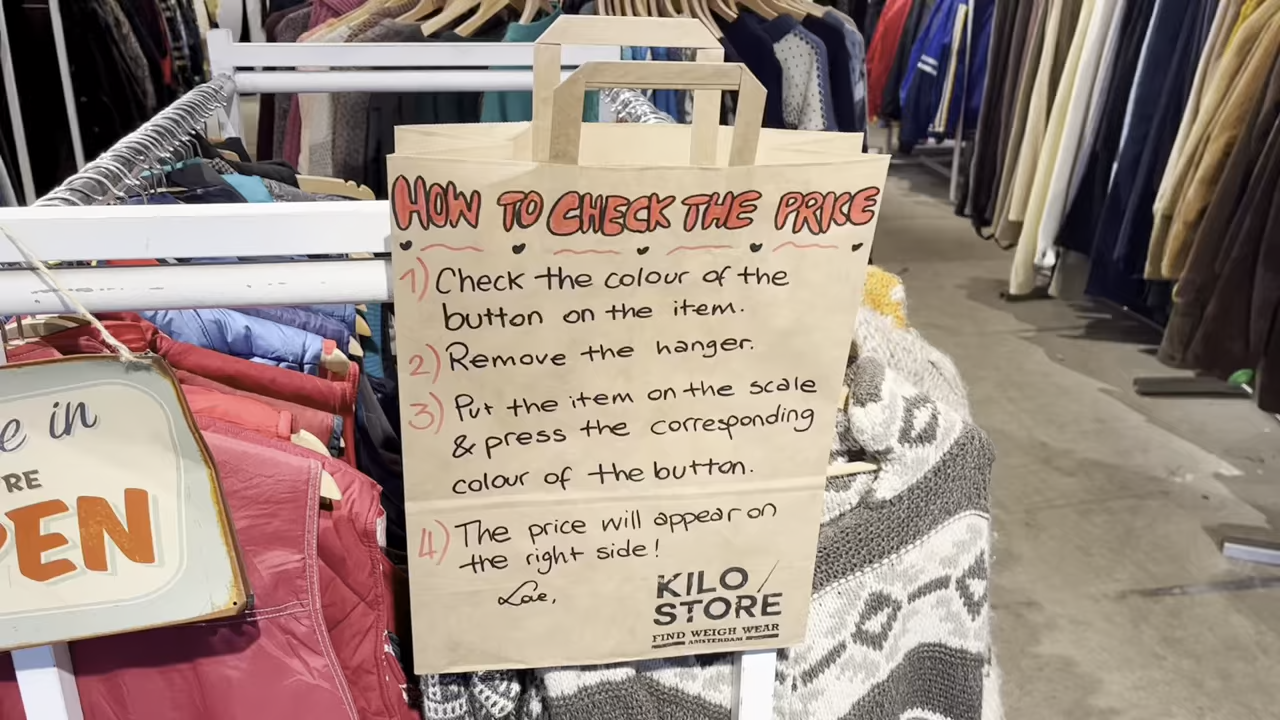 HOW TO CHECK THE PRICE
1) Check the colour of the
button on the item.
2) Remove the hanger.
3) Put the item on the scale
& press the corresponding
colour of the button.
4) The price will appear on
the right side!
Love,
KILO
STORE
FIND WEIGH WEAR
AMSTERDAM
e in
'RE
PEN